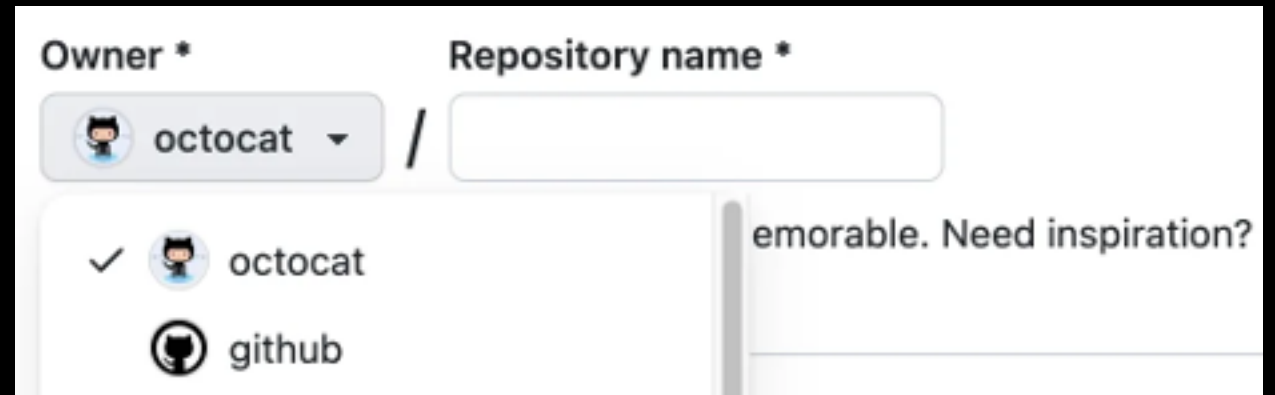 Owner * Repository name *
octocat / 
emorable. Need inspiration?
octocat
github